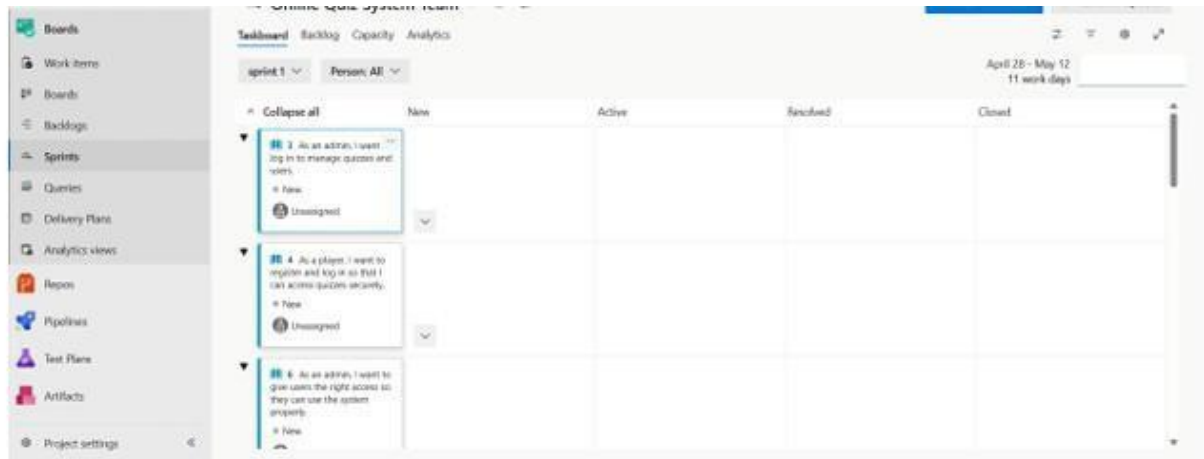 Online Quiz System Team
Boards
Work items
Boards
Backlogs
Sprints
Queries
Delivery Plans
Analytics views
Repos
Pipelines
Test Plans
Artifacts
Project settings
Taskboard Backlog Capacity Analytics
sprint 1 Person: All
April 28 - May 12
11 work days
Collapse all New Active Resolved Closed
3 As an admin, I want
log in to manage quizzes and
users.
New
Unassigned
4 As a player, I want to
register and log in so that I
can access quizzes securely.
New
Unassigned
6 As an admin, I want to
give users the right access so
they can use the system
properly
New